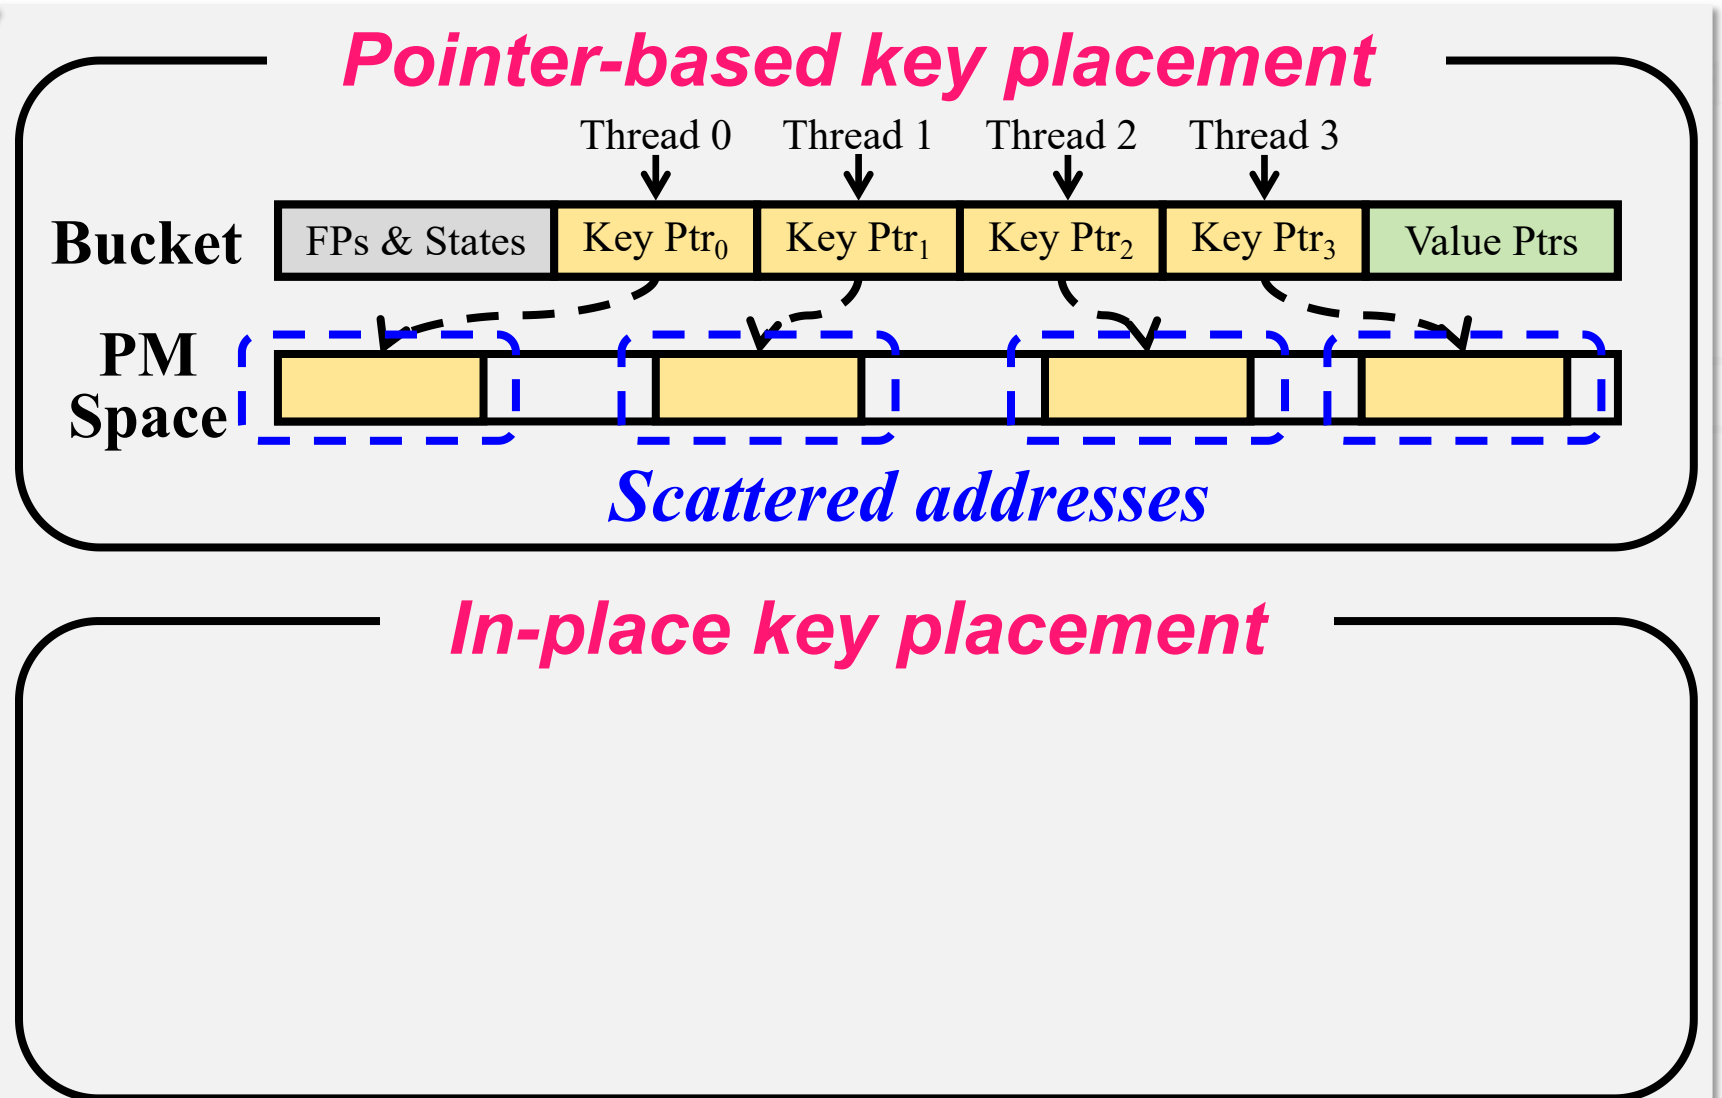 Pointer-based key placement
Thread 0 Thread 1 Thread 2 Thread 3
Bucket FPs & States Key Ptr₀ Key Ptr₁ Key Ptr₂ Key Ptr₃ Value Ptrs
PM
Space
Scattered addresses
In-place key placement